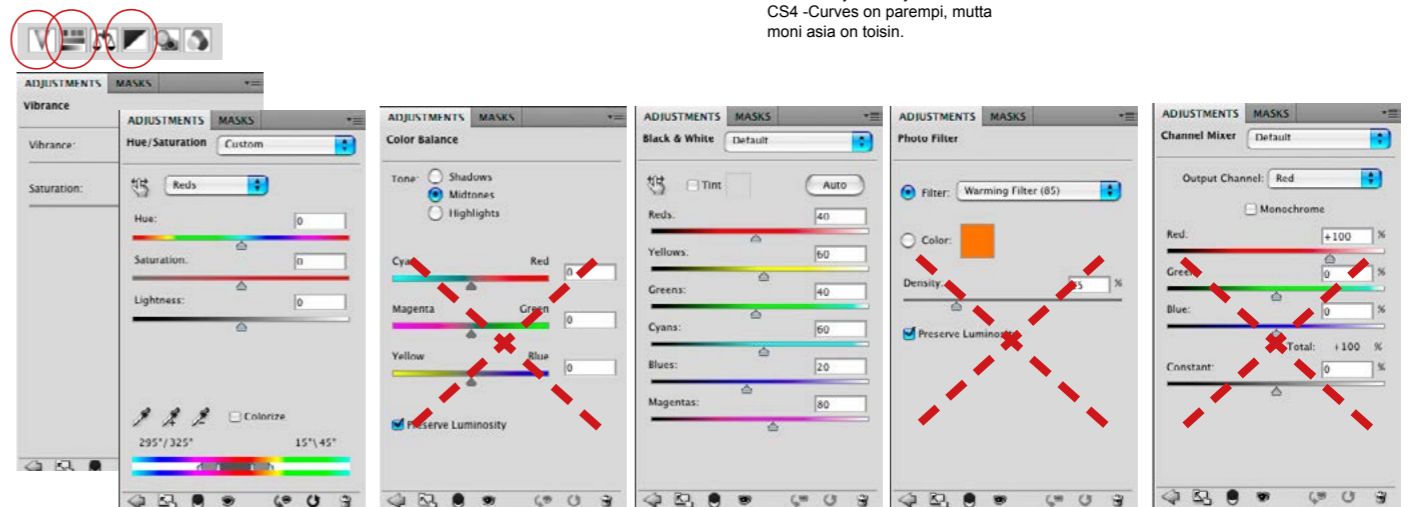 CS4 -Curves on parempi, mutta
moni asia on toisin.
ADJUSTMENTS MASKS
Vibrance
Vibrance:
Saturation:
ADJUSTMENTS MASKS
Hue/Saturation Custom
Reds
Hue: 0
Saturation: 0
Lightness: 0
Colorize
295°/325° 15°\45°
ADJUSTMENTS MASKS
Color Balance
Tone: Shadows
Midtones
Highlights
Cyan Red 0
Magenta Green 0
Yellow Blue 0
Preserve Luminosity
ADJUSTMENTS MASKS
Black & White Default
Tint Auto
Reds: 40
Yellows: 60
Greens: 40
Cyans: 60
Blues: 20
Magentas: 80
ADJUSTMENTS MASKS
Photo Filter
Filter: Warming Filter (85)
Color:
Density: %
Preserve Luminosity
ADJUSTMENTS MASKS
Channel Mixer Default
Output Channel: Red
Monochrome
Red: +100 %
Green: 0 %
Blue: 0 %
Total: +100 %
Constant: 0 %